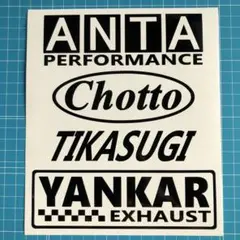 ANTA
PERFORMANCE
Chotto
TIKASUGI
YANKAR
EXHAUST